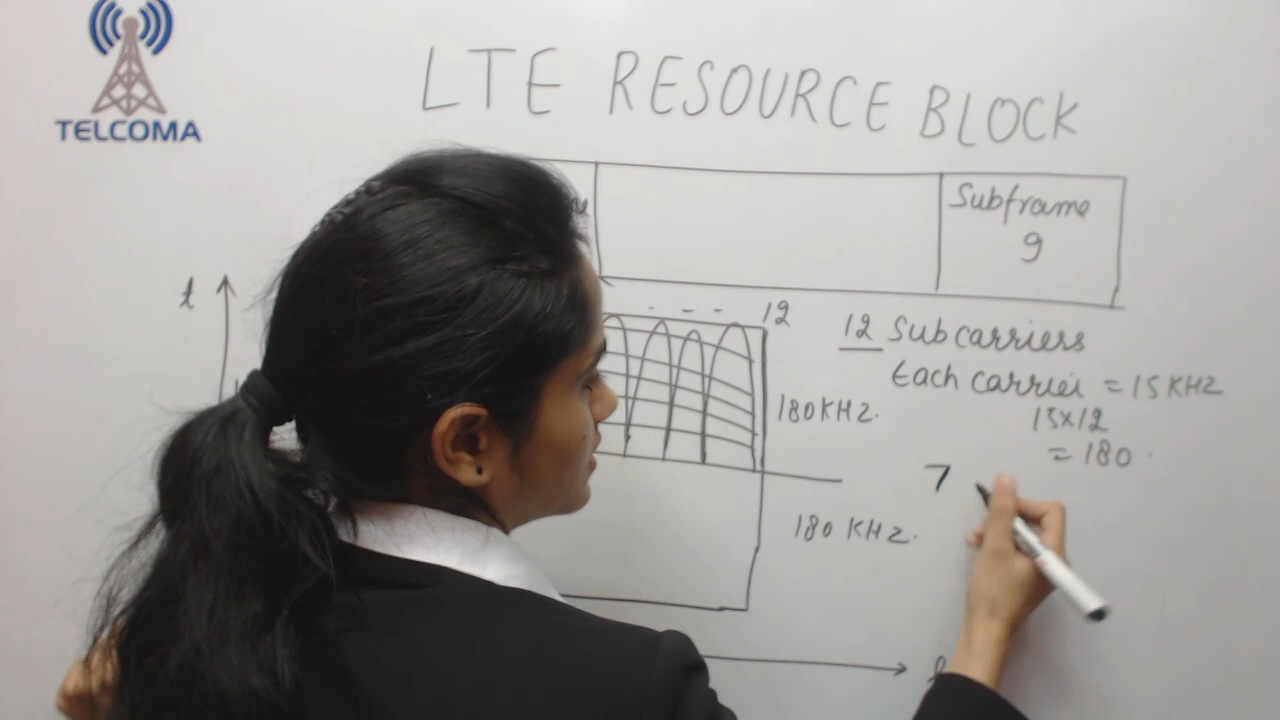 TELCOMA
LTE RESOURCE BLOCK
Subframe
9
t
12
12 Subcarriers
Each carrier = 15 KHz
15x12
= 180
180 KHz.
7
180 KHz.